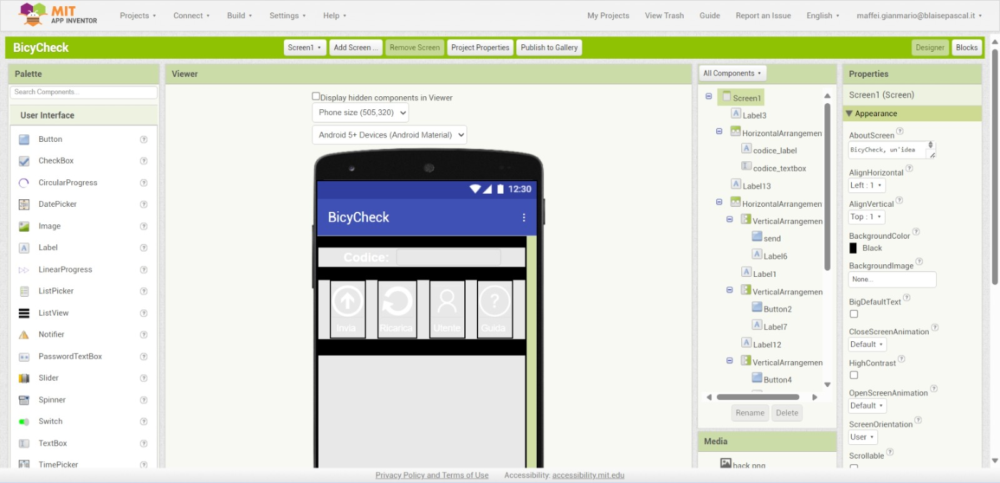 MIT
APP INVENTOR
Projects
Connect
Build
Settings
Help
My Projects
View Trash
Guide
Report an Issue
English
maffei.gianmario@blaisepascal.it
BicyCheck
Screen1
Add Screen ...
Remove Screen
Project Properties
Publish to Gallery
Designer
Blocks
Palette
Search Components...
User Interface
Button
CheckBox
CircularProgress
DatePicker
Image
Label
LinearProgress
ListPicker
ListView
Notifier
PasswordTextBox
Slider
Spinner
Switch
TextBox
TimePicker
Viewer
Display hidden components in Viewer
Phone size (505,320)
Android 5+ Devices (Android Material)
12:30
BicyCheck
Codice:
Invia
Ricarica
Utente
Guida
All Components
Screen1
Label3
HorizontalArrangemen
codice_label
codice_textbox
Label13
HorizontalArrangemen
VerticalArrangemen
send
Label6
Label1
VerticalArrangemen
Button2
Label7
Label12
VerticalArrangemen
Button4
Rename
Delete
Media
back.png
Properties
Screen1 (Screen)
Appearance
AboutScreen
BicyCheck, un'idea
AlignHorizontal
Left : 1
AlignVertical
Top : 1
BackgroundColor
Black
BackgroundImage
None...
BigDefaultText
CloseScreenAnimation
Default
HighContrast
OpenScreenAnimation
Default
ScreenOrientation
User
Scrollable
Privacy Policy and Terms of Use
Accessibility: accessibility.mit.edu